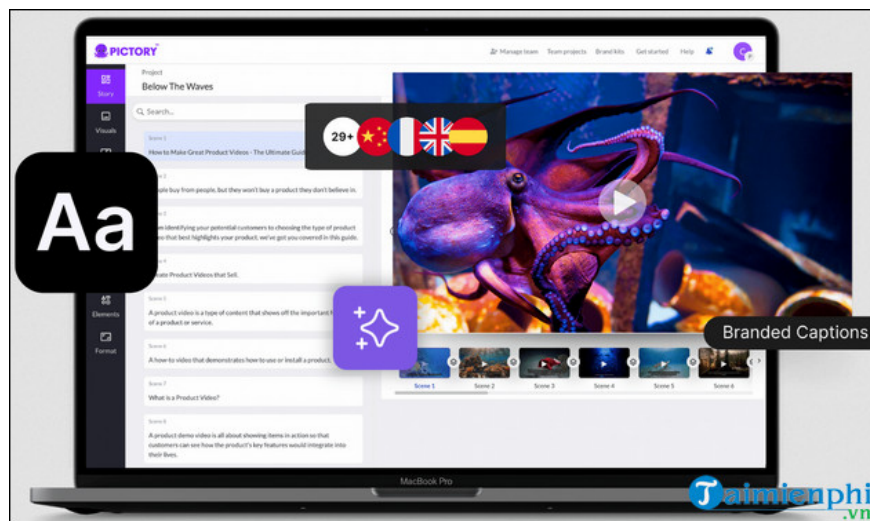 PICTORY
Manage team Team projects Brand kits Get started Help
C
Story
Project
Below The Waves
Search...
Visuals
29+
Scene 1
How to Make Great Product Videos - The Ultimate
people buy from people, but they won't buy a product they don't believe in.
Aa
identifying your potential customers to choosing the type of product
that best highlights your product, we've got you covered in this guide.
Scene 4
Product Videos that Sell.
Elements
Scene 5
A product video is a type of content that shows off the important
of a product or service.
Branded Captions
Format
Scene 6
A how-to video that demonstrates how to use or install a product.
Scene 1 Scene 2 Scene 3 Scene 4 Scene 5 Scene 6
Scene 7
What is a Product Video?
Scene 8
A product demo video is all about showing items in action so that
customers can see how the product's key features would integrate into
their lives.
MacBook Pro
Taimienphi
.vn